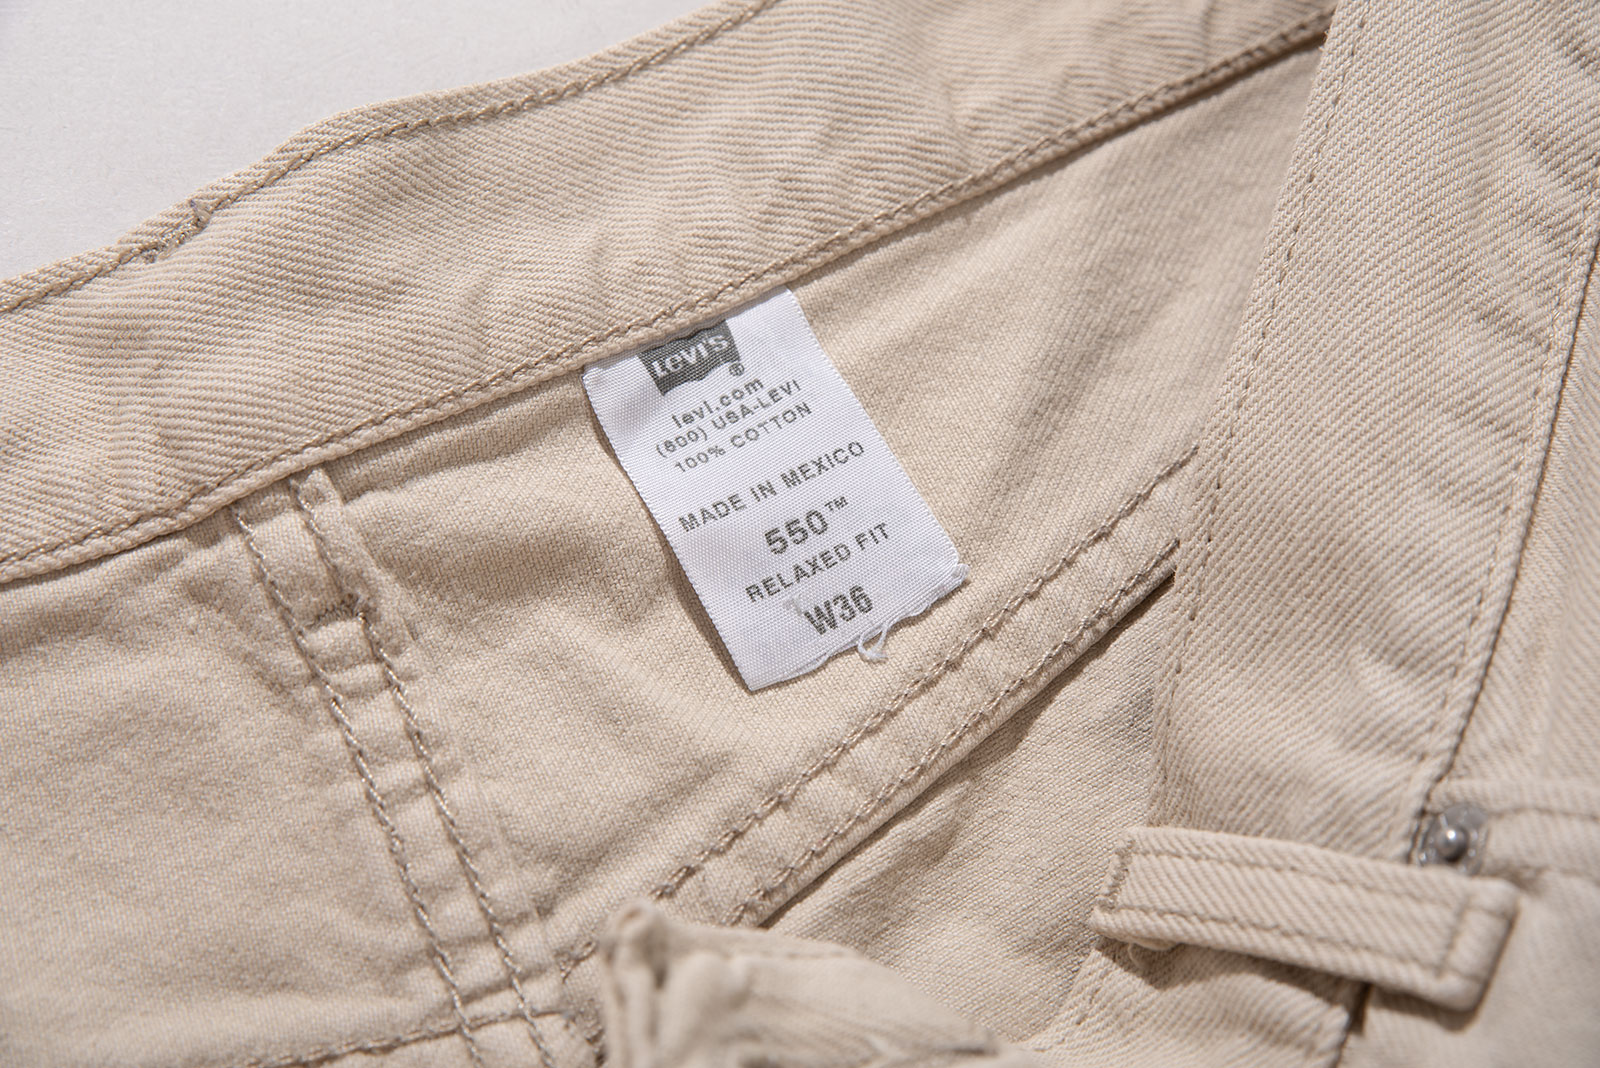 Levi's ®
levi.com
(800) USA-LEVI
100% COTTON
MADE IN MEXICO
550™
RELAXED FIT
W36